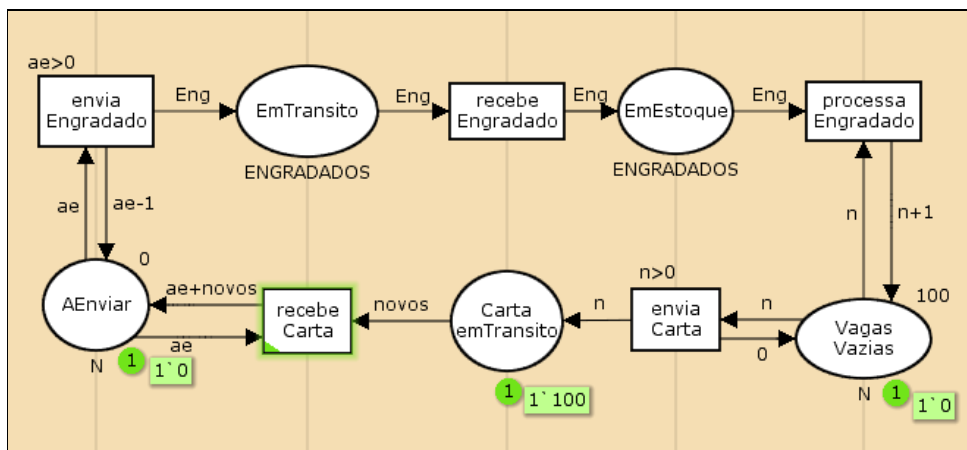 ae>0
envia
Engradado
Eng
EmTransito
Eng
recebe
Engradado
Eng
EmEstoque
Eng
processa
Engradado
ENGRADADOS
ENGRADADOS
ae
ae-1
n
n+1
0
AEnviar
N
1
1`0
ae+novos
ae
recebe
Carta
novos
Carta
emTransito
1
1`100
n
n>0
envia
Carta
n
0
100
Vagas
Vazias
N
1
1`0